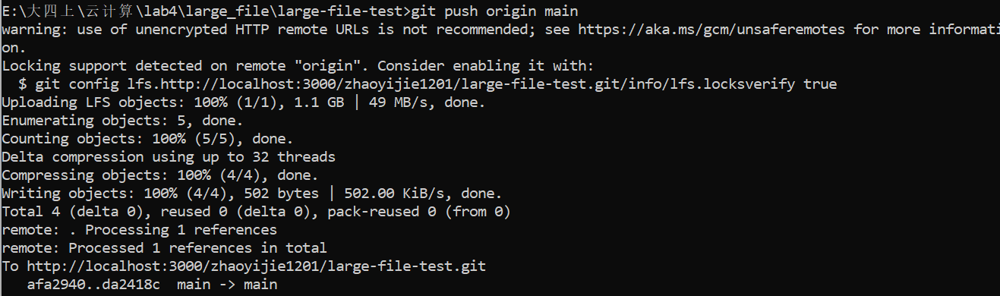 E:\大四上\云计算\lab4\large_file\large-file-test>git push origin main
warning: use of unencrypted HTTP remote URLs is not recommended; see https://aka.ms/gcm/unsaferemotes for more informati
on.
Locking support detected on remote "origin". Consider enabling it with:
  $ git config lfs.http://localhost:3000/zhaoyijie1201/large-file-test.git/info/lfs.locksverify true
Uploading LFS objects: 100% (1/1), 1.1 GB | 49 MB/s, done.
Enumerating objects: 5, done.
Counting objects: 100% (5/5), done.
Delta compression using up to 32 threads
Compressing objects: 100% (4/4), done.
Writing objects: 100% (4/4), 502 bytes | 502.00 KiB/s, done.
Total 4 (delta 0), reused 0 (delta 0), pack-reused 0 (from 0)
remote: . Processing 1 references
remote: Processed 1 references in total
To http://localhost:3000/zhaoyijie1201/large-file-test.git
   afa2940..da2418c  main -> main